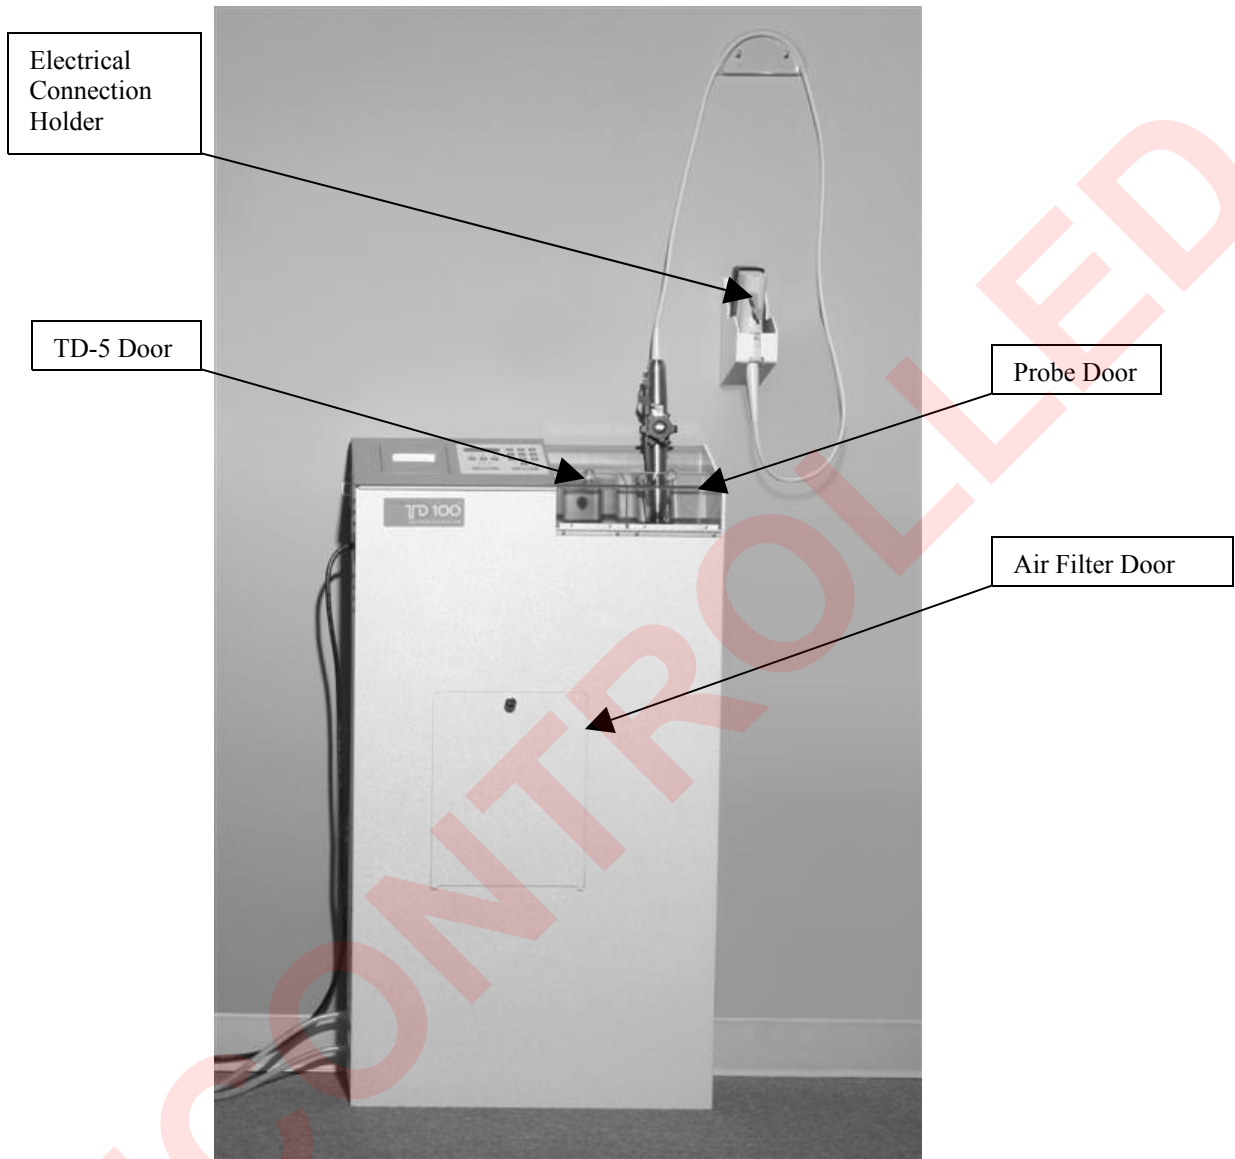 Electrical
Connection
Holder
TD-5 Door
Probe Door
TD 100
Air Filter Door
CONTROLLED